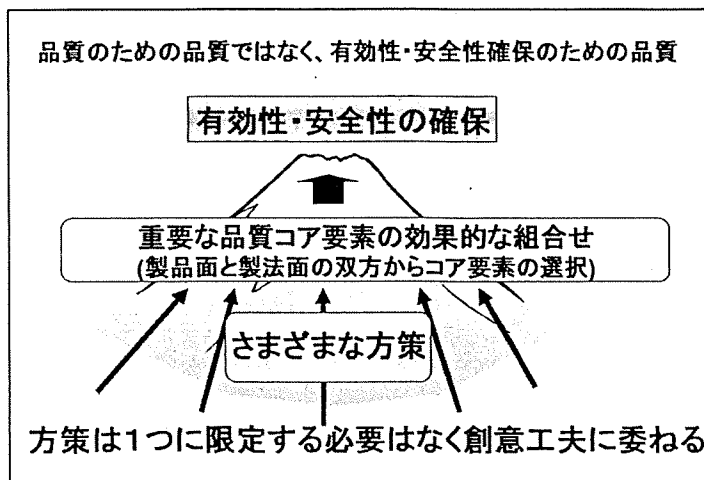 品質のための品質ではなく、有効性・安全性確保のための品質
有効性・安全性の確保
重要な品質コア要素の効果的な組合せ
(製品面と製法面の双方からコア要素の選択)
さまざまな方策
方策は1つに限定する必要はなく創意工夫に委ねる